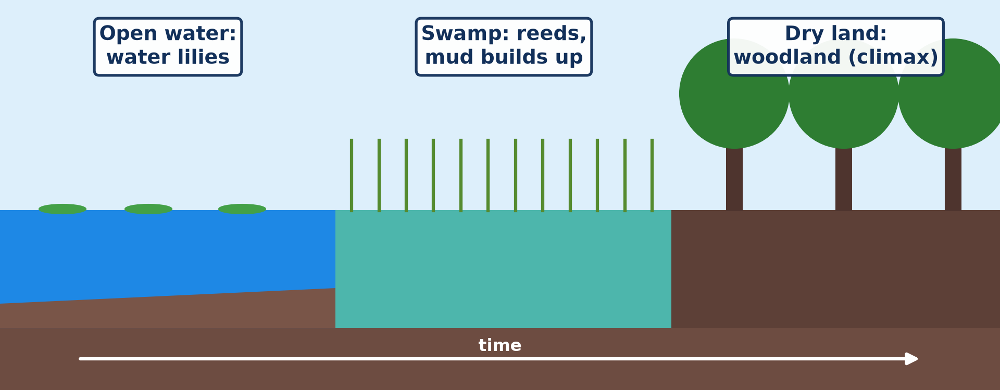 Open water:
water lilies
Swamp: reeds,
mud builds up
Dry land:
woodland (climax)
time